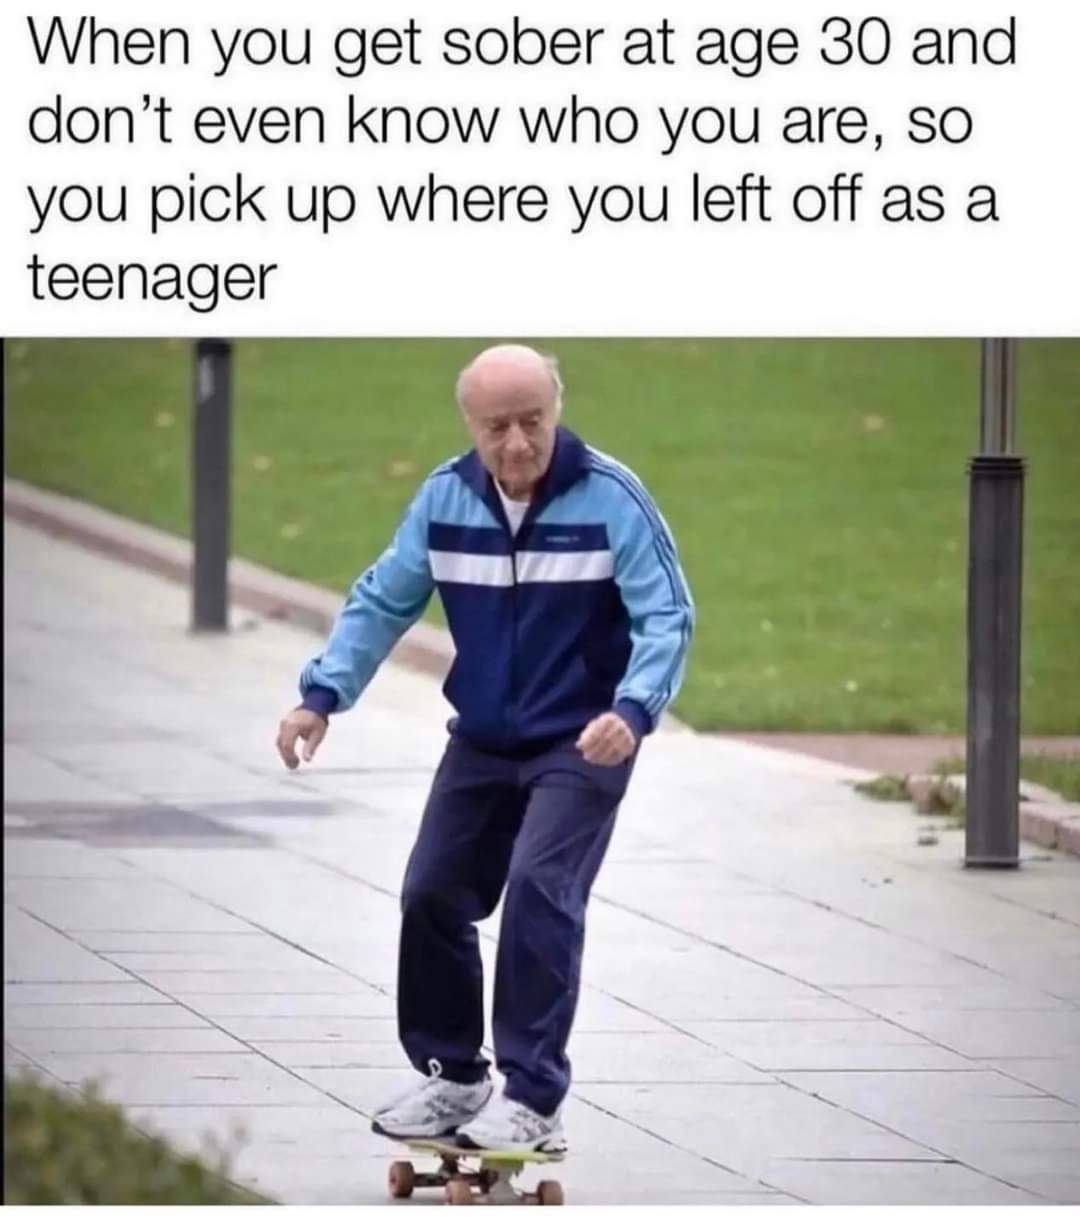 When you get sober at age 30 and
don't even know who you are, so
you pick up where you left off as a
teenager